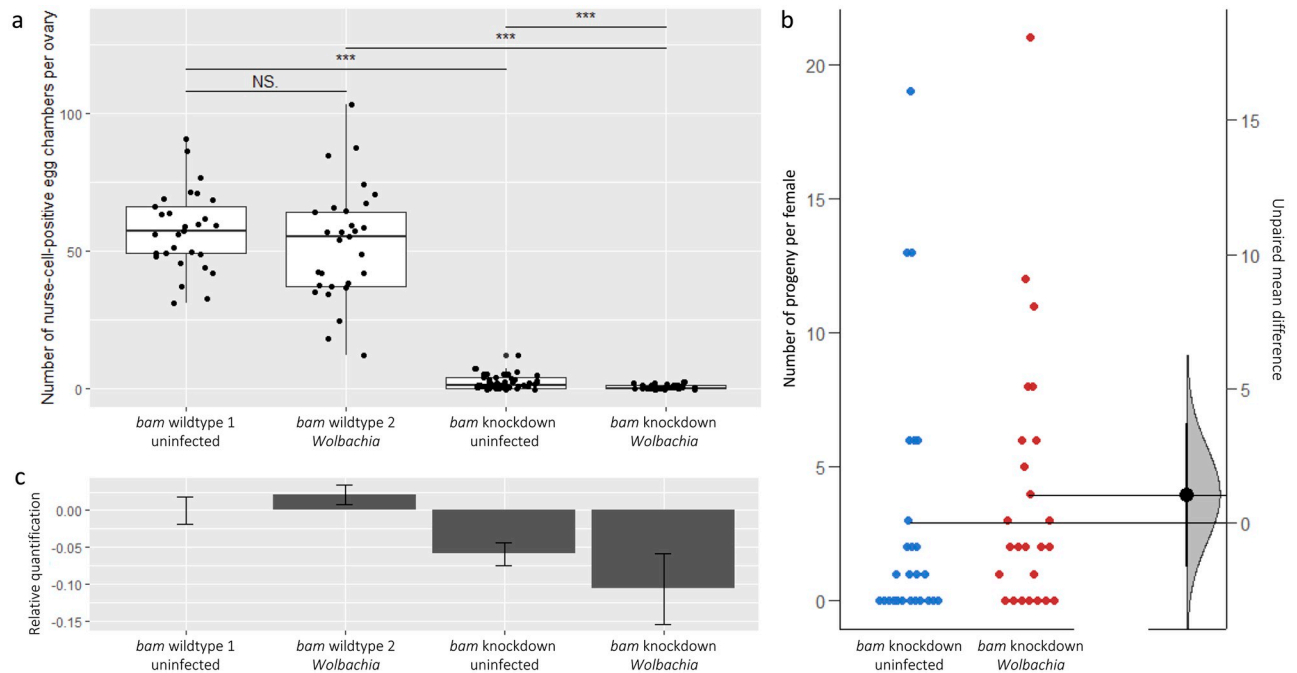 a
Number of nurse-cell-positive egg chambers per ovary
100
50
0
***
***
***
NS.
bam wildtype 1
uninfected
bam wildtype 2
Wolbachia
bam knockdown
uninfected
bam knockdown
Wolbachia
b
Number of progeny per female
20
15
10
5
0
15
10
5
0
Unpaired mean difference
bam knockdown
uninfected
bam knockdown
Wolbachia
c
Relative quantification
0.00
-0.05
-0.10
-0.15
bam wildtype 1
uninfected
bam wildtype 2
Wolbachia
bam knockdown
uninfected
bam knockdown
Wolbachia